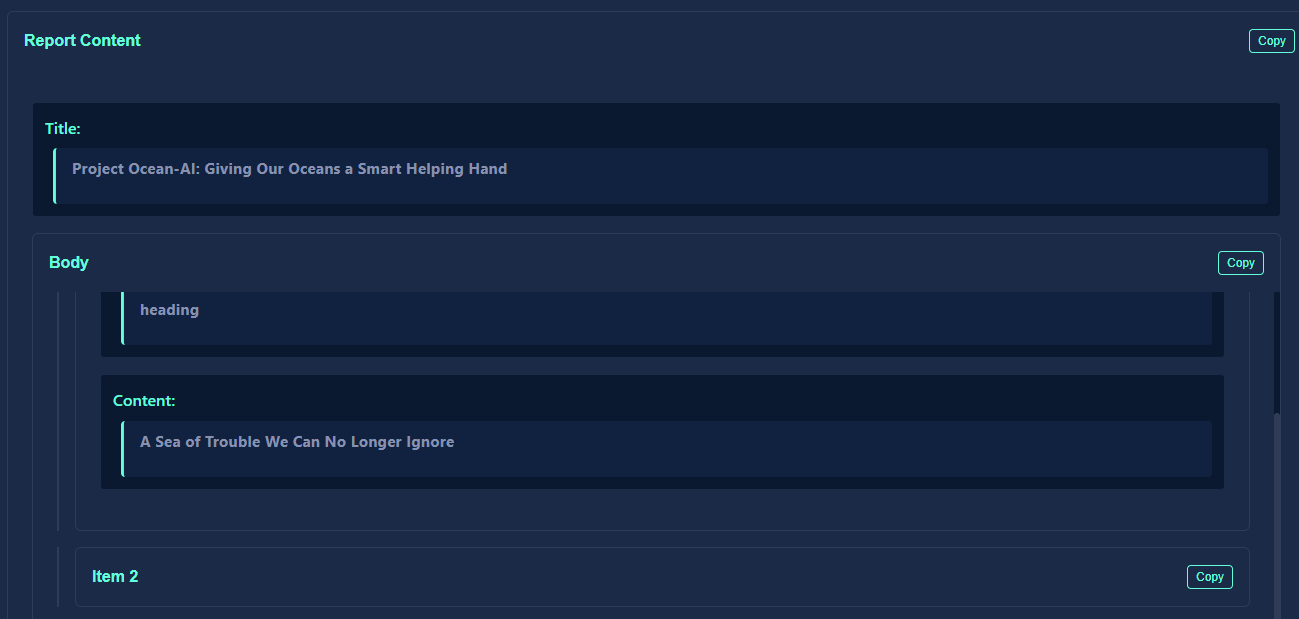 Report Content
Copy
Title:
Project Ocean-AI: Giving Our Oceans a Smart Helping Hand
Body
Copy
heading
Content:
A Sea of Trouble We Can No Longer Ignore
Item 2
Copy